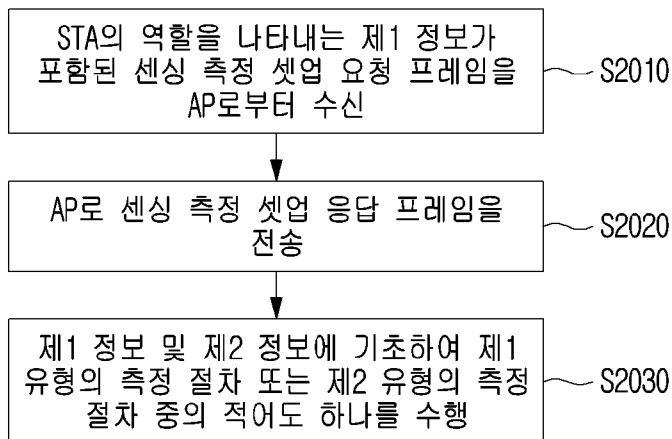 STA의 역할을 나타내는 제1 정보가
포함된 센싱 측정 셋업 요청 프레임을
AP로부터 수신
S2010
AP로 센싱 측정 셋업 응답 프레임을
전송
S2020
제1 정보 및 제2 정보에 기초하여 제1
유형의 측정 절차 또는 제2 유형의 측정
절차 중의 적어도 하나를 수행
S2030